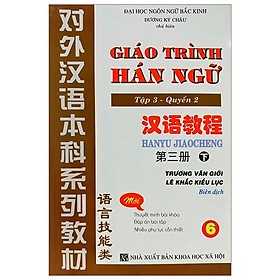 ĐẠI HỌC NGÔN NGỮ BẮC KINH
DƯƠNG KÝ CHÂU
chủ biên
GIÁO TRÌNH
HÁN NGỮ
Tập 3 - Quyển 2
汉语教程
HANYU JIAOCHENG
第三册 下
TRƯƠNG VĂN GIỚI
LÊ KHẮC KIỀU LỤC
Biên dịch
Mới
Thuyết minh bài khóa
Đáp án bài tập
Nhiều phụ lục cần thiết
6
NHÀ XUẤT BẢN KHOA HỌC XÃ HỘI
对外汉语本科系列教材
语言技能类